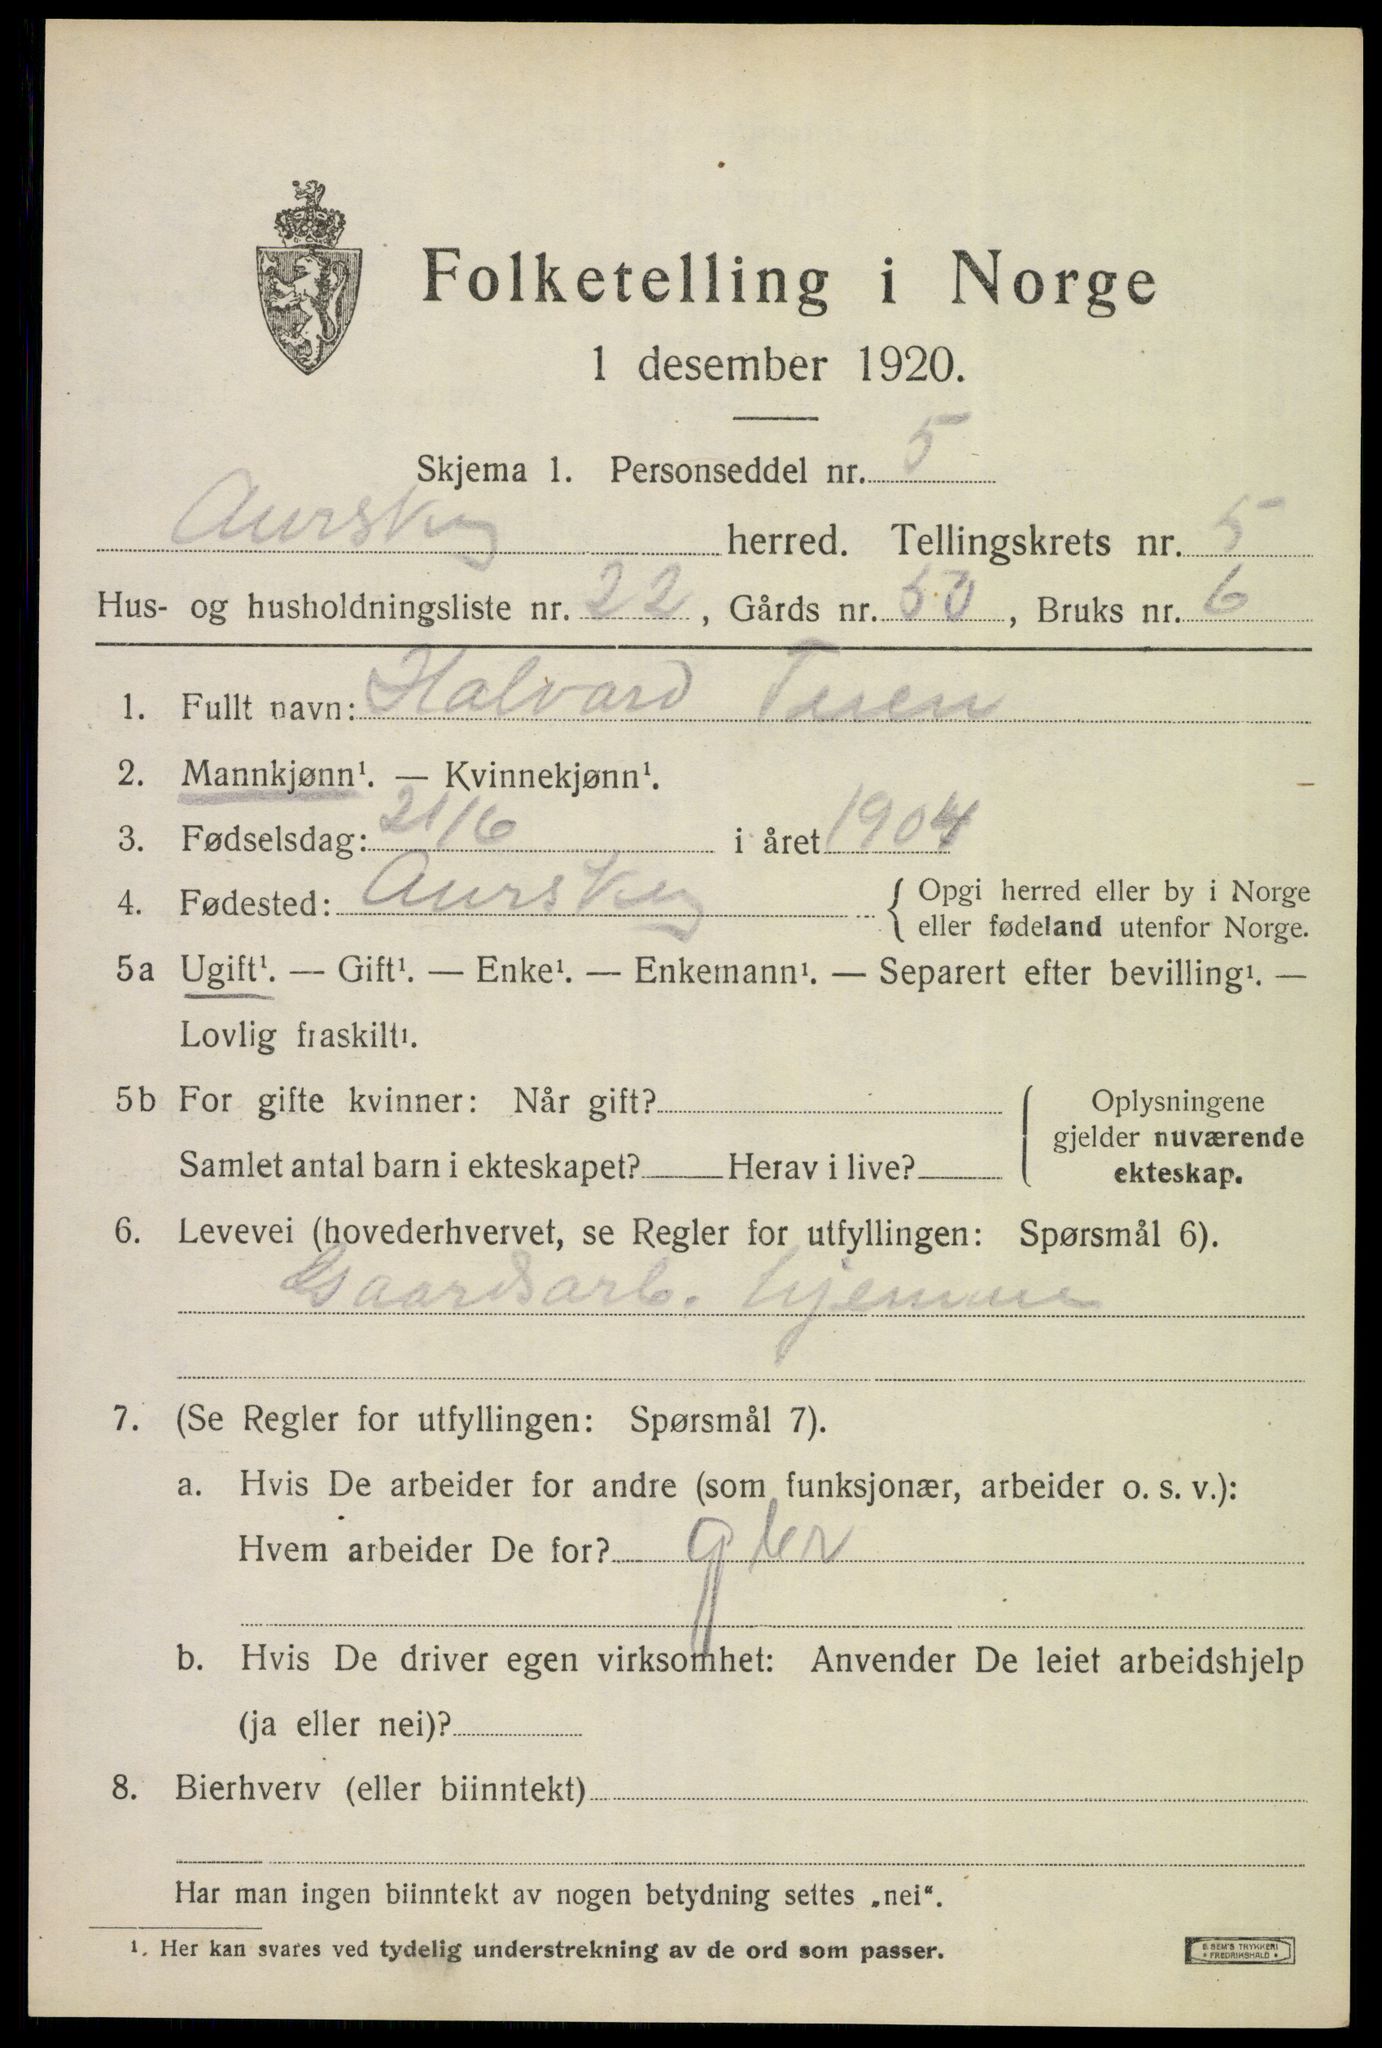 Folketelling i Norge
1 desember 1920.
Skjema 1. Personseddel nr. 5
Aurskog herred. Tellingskrets nr. 5
Hus- og husholdningsliste nr. 22, Gårds nr. 50, Bruks nr. 6
1. Fullt navn: Halvard
2. Mannkjønn¹. — Kvinnekjønn¹.
3. Fødselsdag: 21/6 i året 1904
4. Fødested: Aurskog { Opgi herred eller by i Norge
eller fødeland utenfor Norge.
5a Ugift¹. — Gift¹. — Enke¹. — Enkemann¹. — Separert efter bevilling¹. —
Lovlig fraskilt¹.
5b For gifte kvinner: Når gift?
Samlet antal barn i ekteskapet? Herav i live?
{ Oplysningene
gjelder nuværende
ekteskap.
6. Levevei (hovederhvervet, se Regler for utfyllingen: Spørsmål 6).
Gaardsarb. hjemme
7. (Se Regler for utfyllingen: Spørsmål 7).
a. Hvis De arbeider for andre (som funksjonær, arbeider o. s. v.):
Hvem arbeider De for?
b. Hvis De driver egen virksomhet: Anvender De leiet arbeidshjelp
(ja eller nei)?
8. Bierhverv (eller biinntekt)
Har man ingen biinntekt av nogen betydning settes „nei“.
¹. Her kan svares ved tydelig understrekning av de ord som passer.
E. SEM'S TRYKKERI
* FREDRIKSHALD *